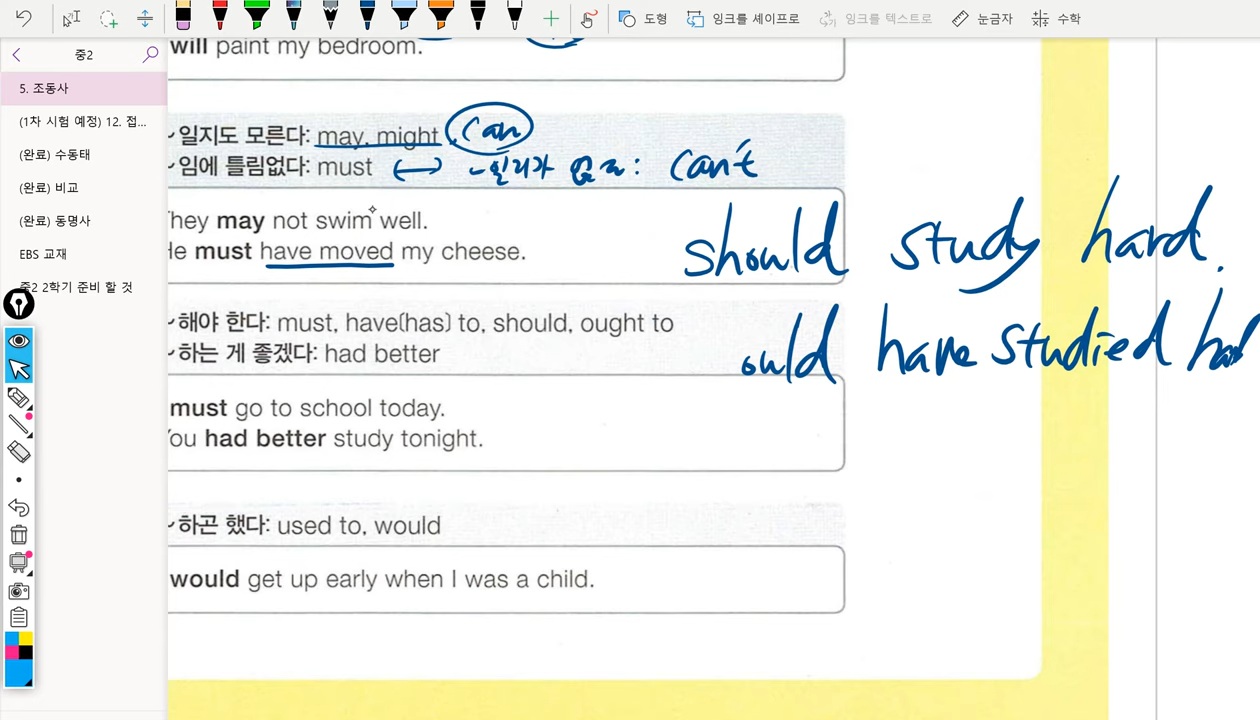 도형 잉크를 셰이프로 잉크를 텍스트로 눈금자 수학
중2
5. 조동사
(1차 시험 예정) 12. 접...
(완료) 수동태
(완료) 비교
(완료) 동명사
EBS 교재
중2 2학기 준비 할 것
will paint my bedroom.
~일지도 모른다: may, might can
~임에 틀림없다: must ↔ ~일리가 없다: can't
They may not swim well.
He must have moved my cheese.
should study hard.
~해야 한다: must, have(has) to, should, ought to
~하는 게 좋겠다: had better
ould have studied
must go to school today.
You had better study tonight.
~하곤 했다: used to, would
would get up early when I was a child.